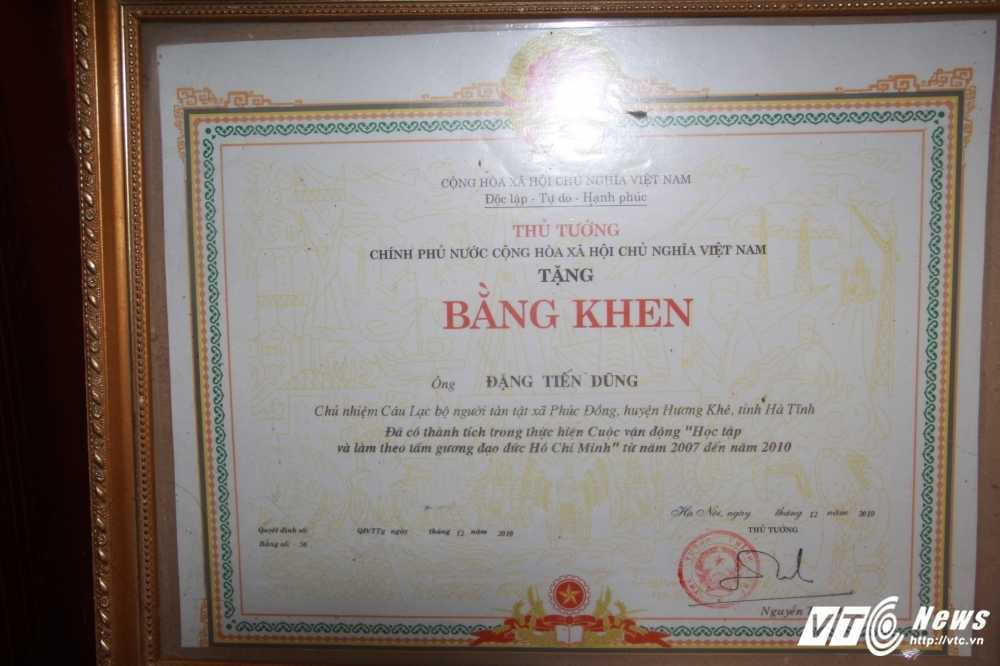 CỘNG HÒA XÃ HỘI CHỦ NGHĨA VIỆT NAM
Độc lập - Tự do - Hạnh phúc
THỦ TƯỚNG
CHÍNH PHỦ NƯỚC CỘNG HÒA XÃ HỘI CHỦ NGHĨA VIỆT NAM
TẶNG
BẰNG KHEN
Ông ĐẶNG TIẾN DŨNG
Chủ nhiệm Câu Lạc bộ người tàn tật xã Phúc Đồng, huyện Hương Khê, tỉnh Hà Tĩnh
Đã có thành tích trong thực hiện Cuộc vận động "Học tập
và làm theo tấm gương đạo đức Hồ Chí Minh" từ năm 2007 đến năm 2010
Hà Nội, ngày tháng 12 năm 2010
Quyết định số: QĐ/TTg ngày tháng 12 năm 2010
THỦ TƯỚNG
Bảng số: 56
Nguyễn
VTC NEWS
http://vtc.vn